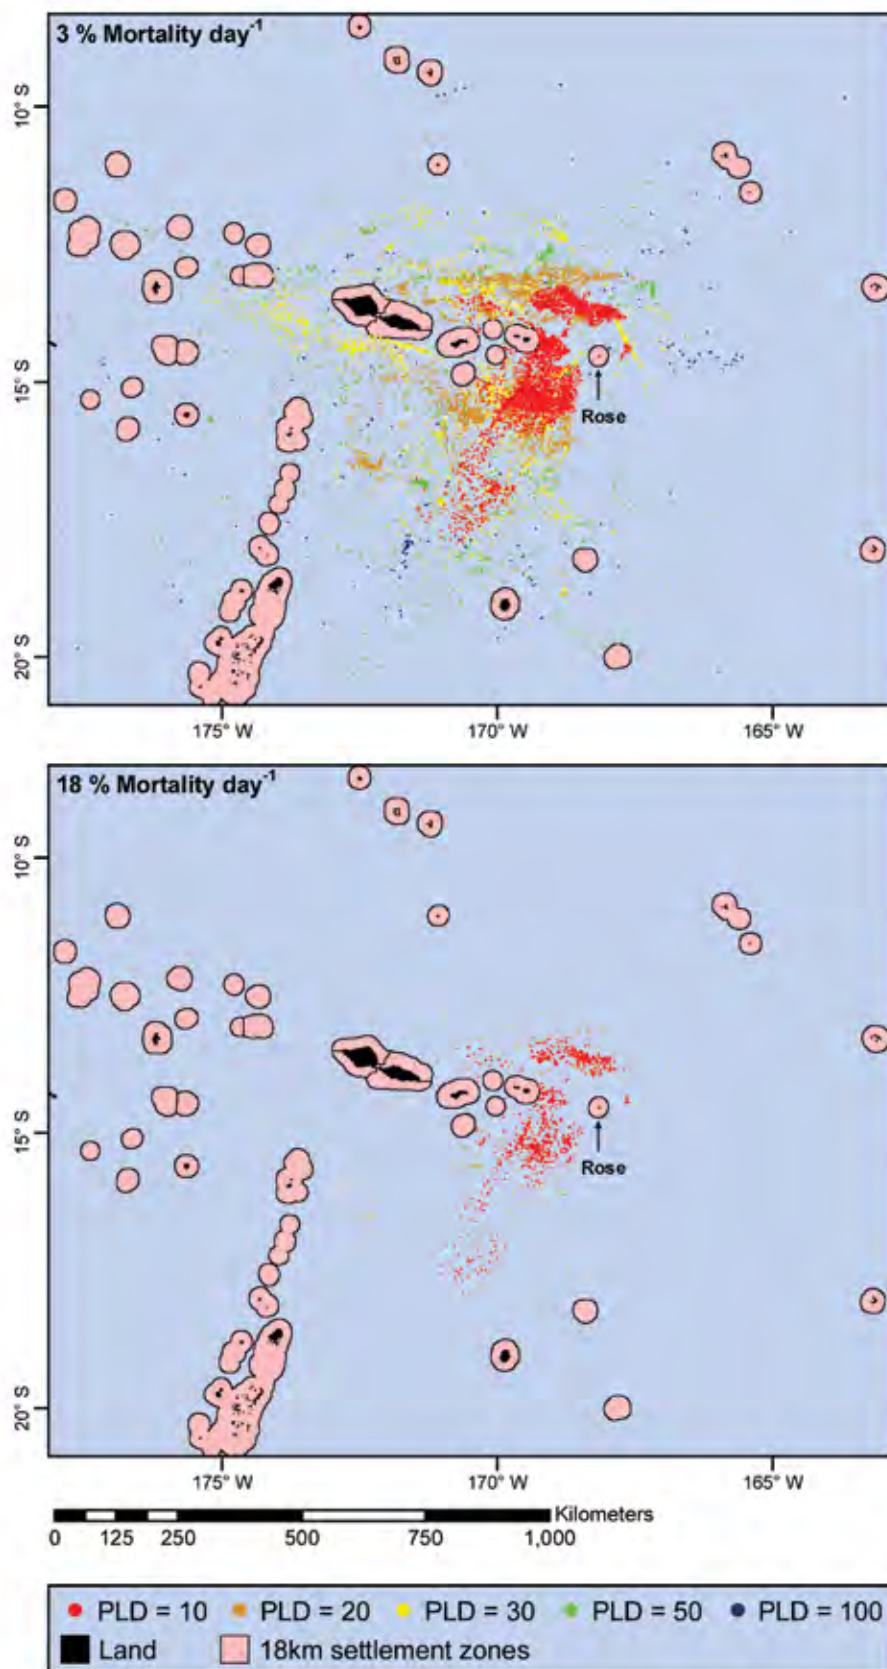 3 % Mortality day-1
10° S
15° S
Rose
20° S
175° W 170° W 165° W
18 % Mortality day-1
10° S
15° S
Rose
20° S
175° W 170° W 165° W
Kilometers
0 125 250 500 750 1,000
PLD = 10 PLD = 20 PLD = 30 PLD = 50 PLD = 100
Land 18km settlement zones